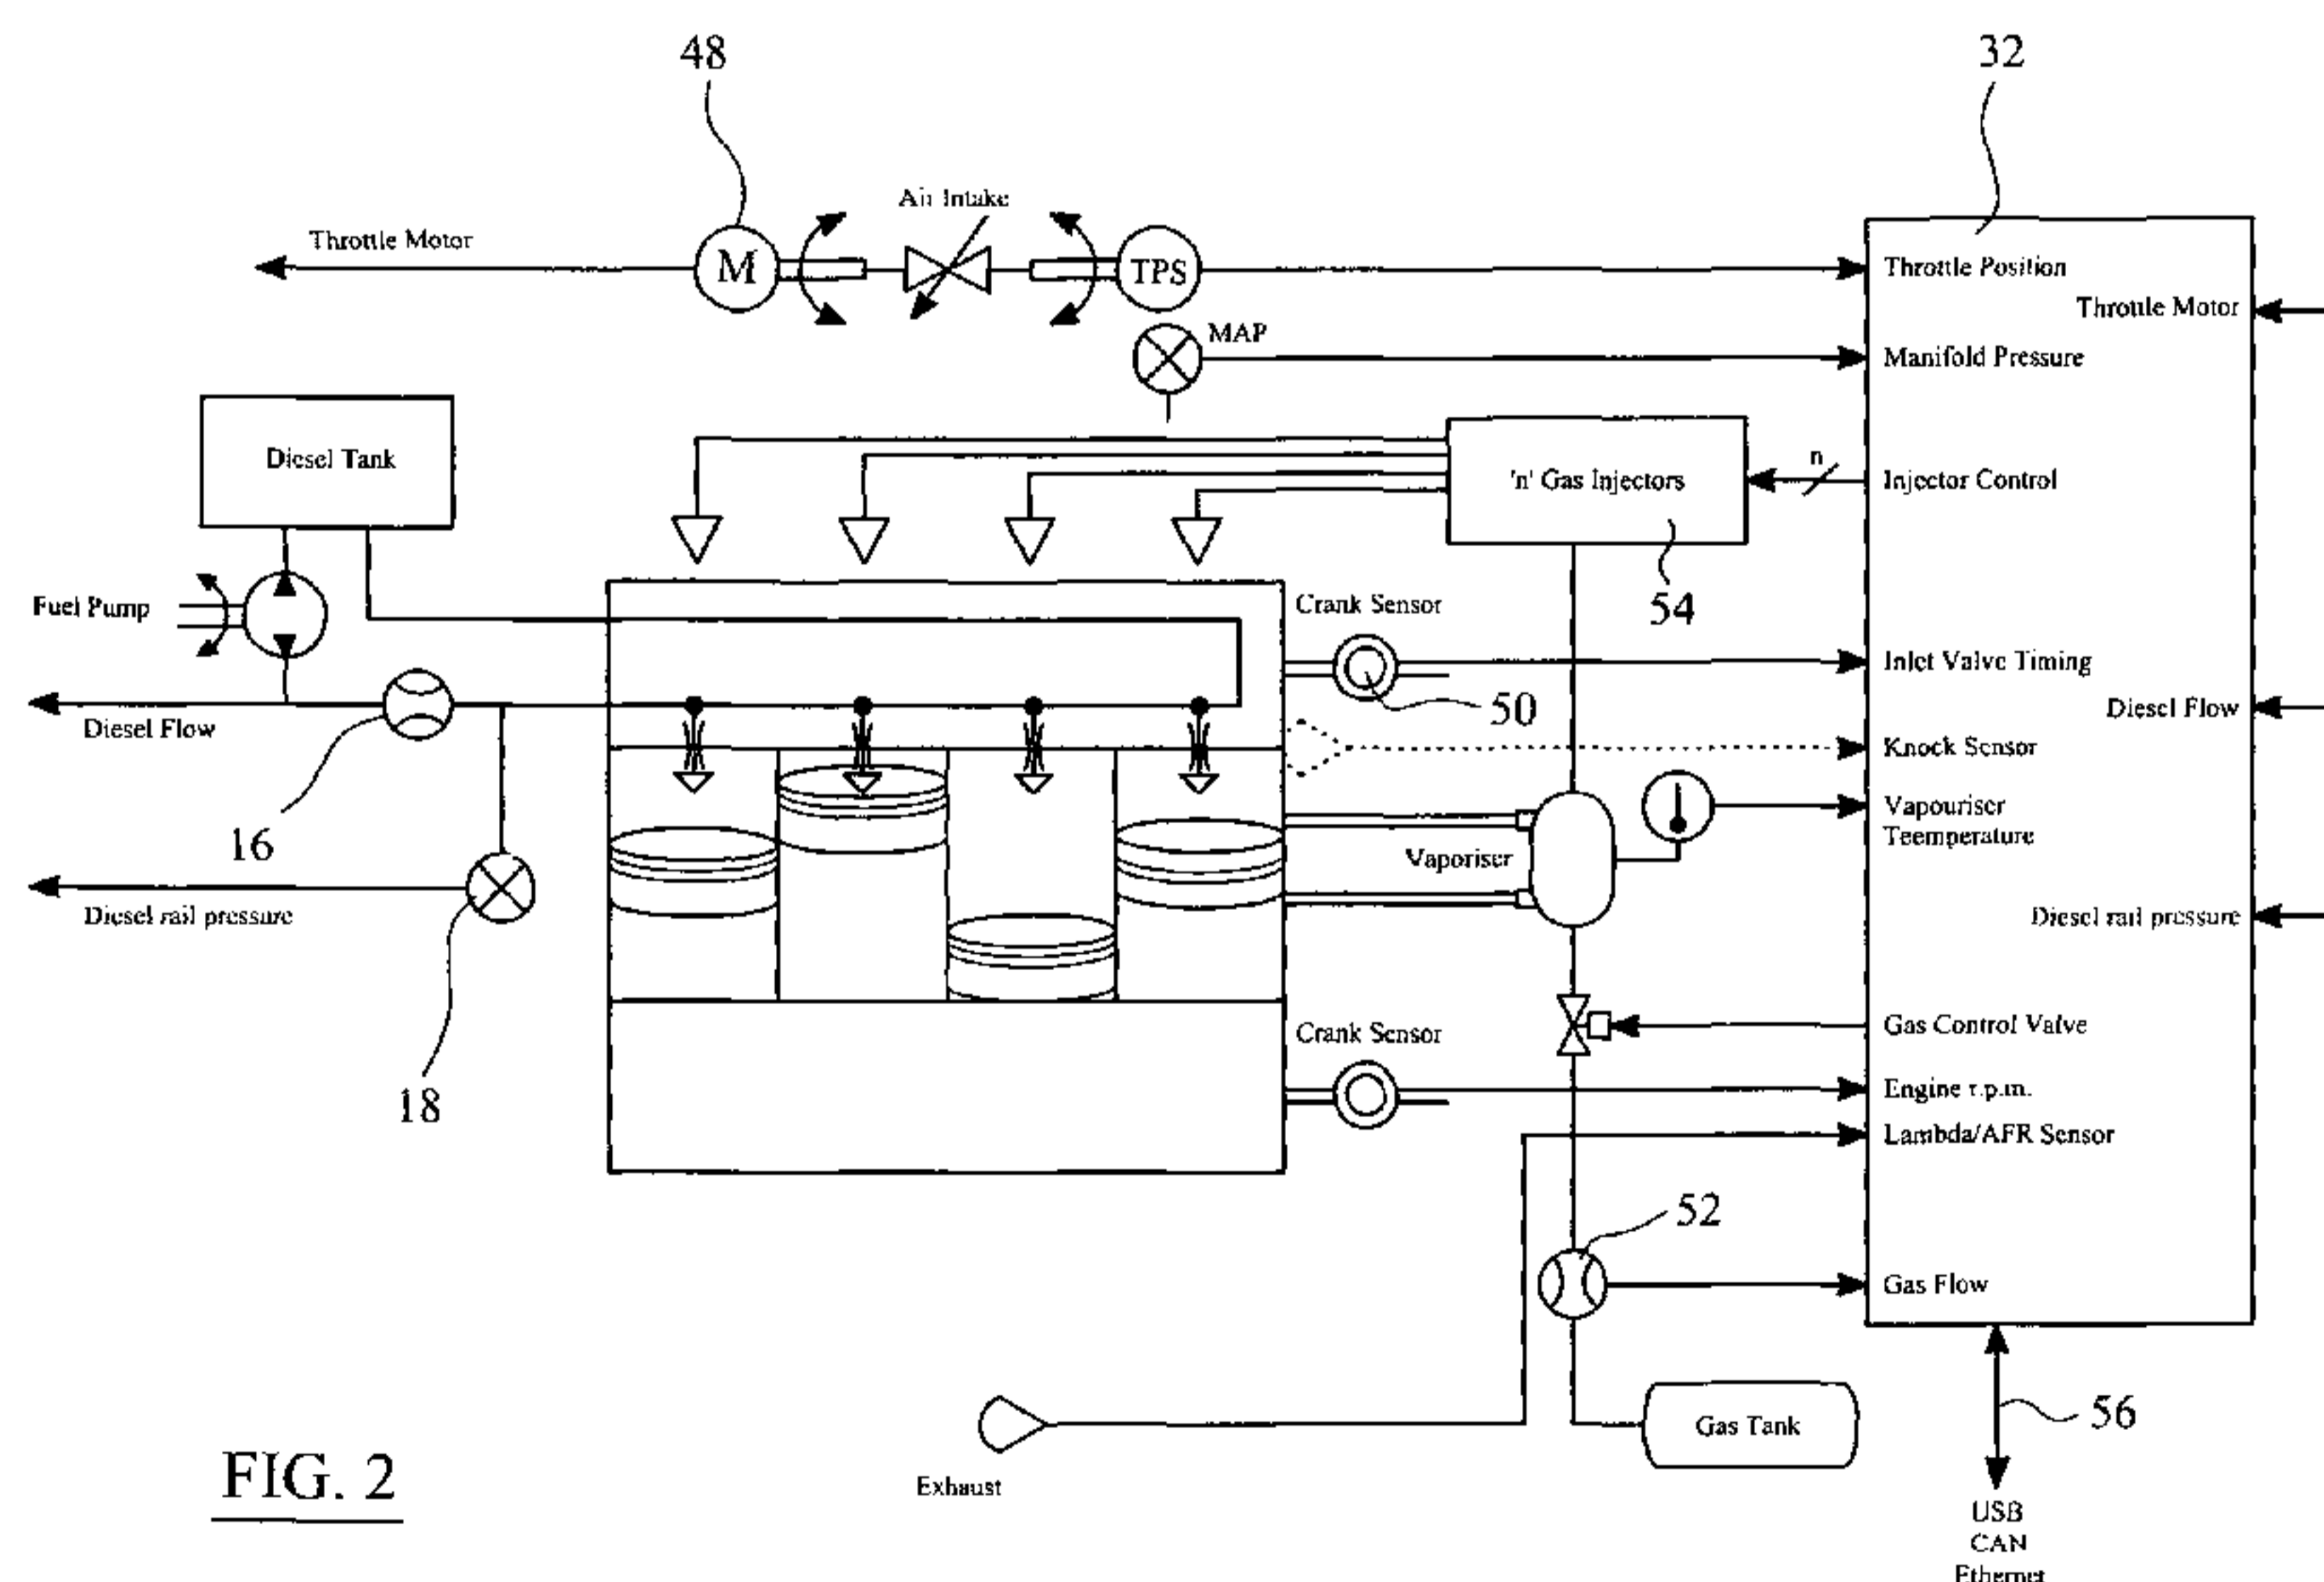 48
32
Air Intake
Throttle Motor
M
TPS
Throttle Position
Throttle Motor
MAP
Manifold Pressure
Diesel Tank
'n' Gas Injectors
n
Injector Control
Fuel Pump
Crank Sensor
54
Inlet Valve Timing
50
Diesel Flow
Diesel Flow
Knock Sensor
16
Vaporiser
Vapouriser
Teemperature
Diesel rail pressure
Diesel rail pressure
18
Crank Sensor
Gas Control Valve
Engine r.p.m.
Lambda/AFR Sensor
52
Gas Flow
Gas Tank
56
Exhaust
FIG. 2
USB
CAN
Ethernet